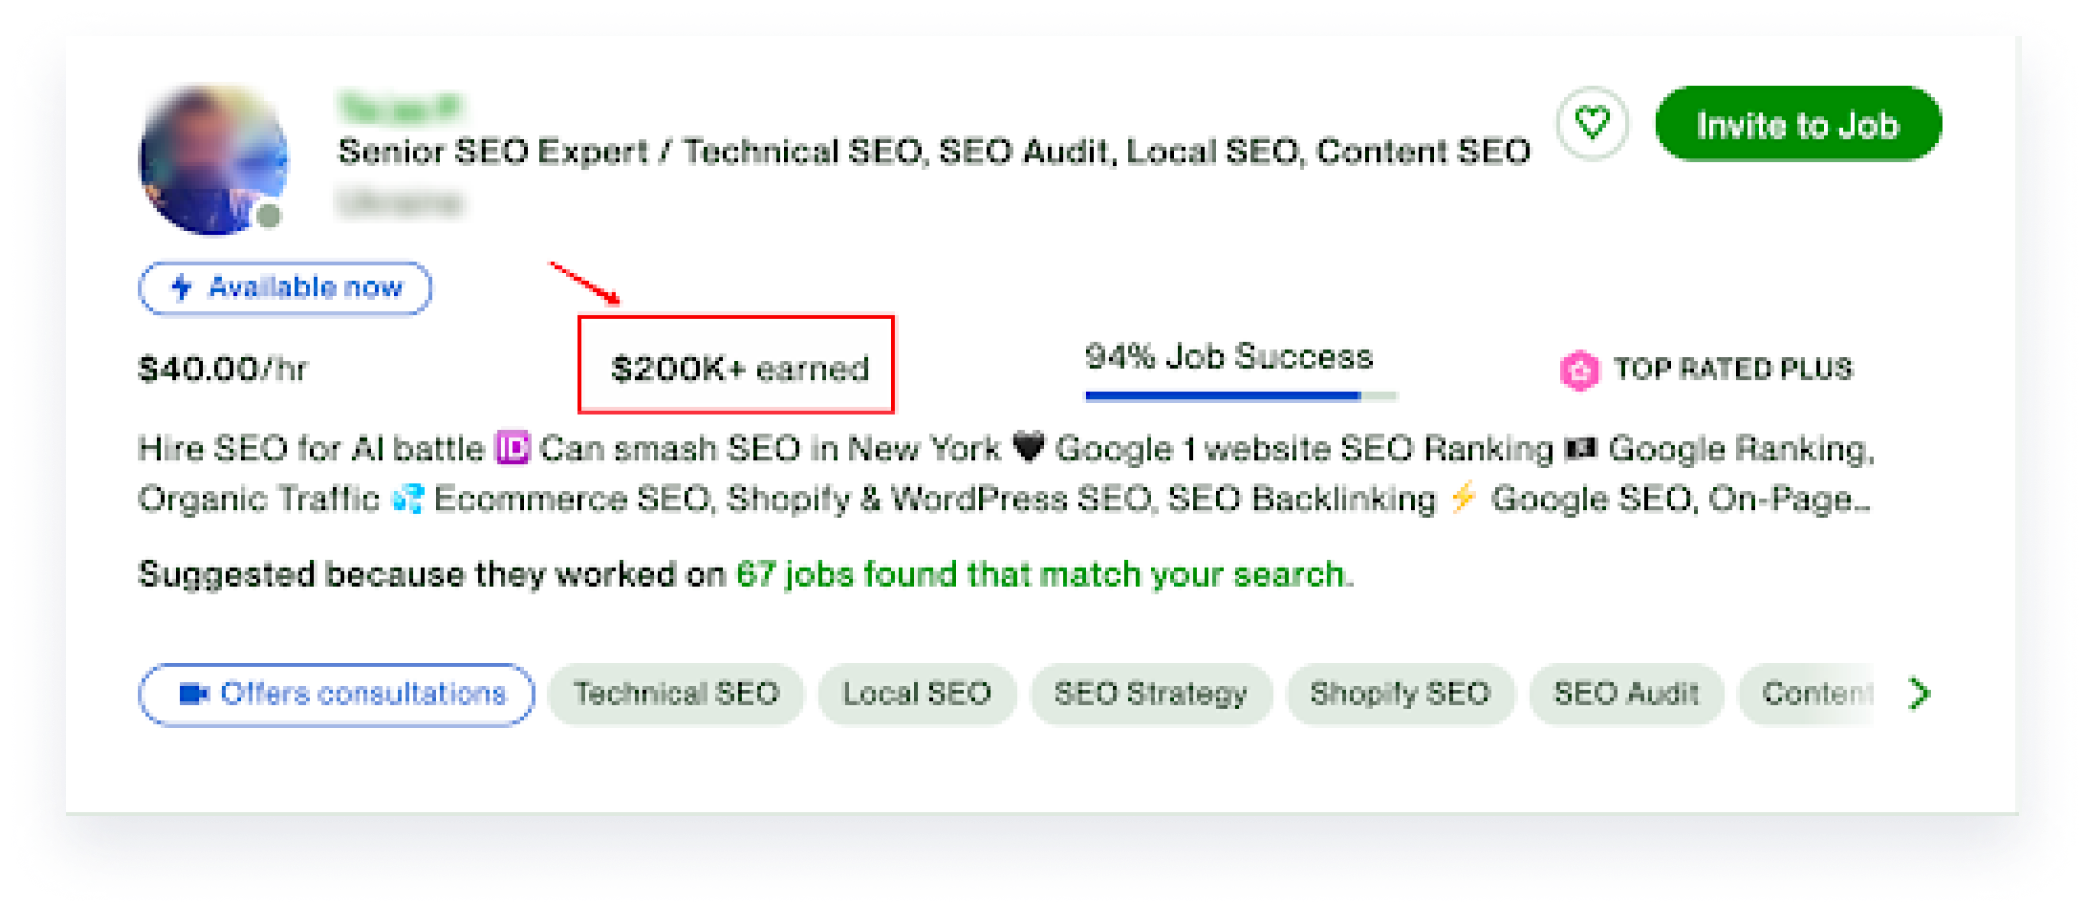 Senior SEO Expert / Technical SEO, SEO Audit, Local SEO, Content SEO
Invite to Job
Available now
$40.00/hr
$200K+ earned
94% Job Success
TOP RATED PLUS
Hire SEO for AI battle 🆔 Can smash SEO in New York 🖤 Google 1 website SEO Ranking Google Ranking,
Organic Traffic 💦 Ecommerce SEO, Shopify & WordPress SEO, SEO Backlinking ⚡ Google SEO, On-Page…
Suggested because they worked on 67 jobs found that match your search.
Offers consultations
Technical SEO
Local SEO
SEO Strategy
Shopify SEO
SEO Audit
Content